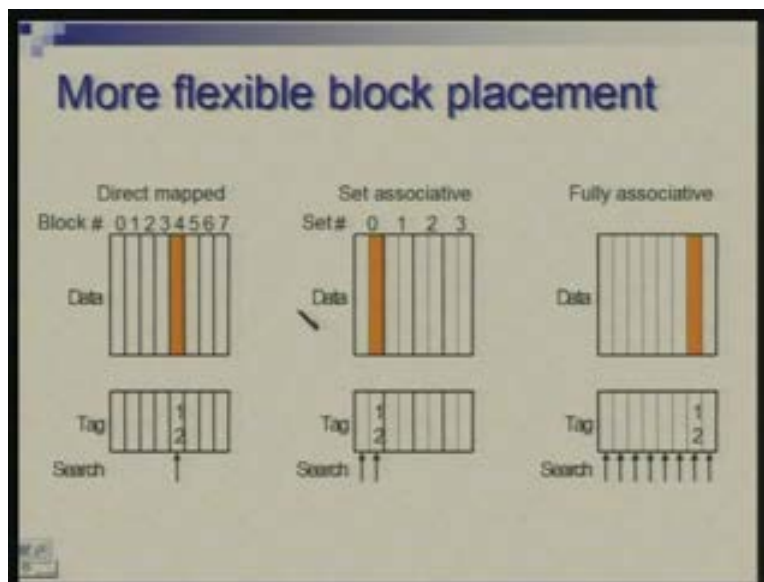 More flexible block placement
Direct mapped
Block # 0 1 2 3 4 5 6 7
Data
Tag
1
2
Search
Set associative
Set# 0 1 2 3
Data
Tag
1
2
Search
Fully associative
Data
Tag
1
2
Search